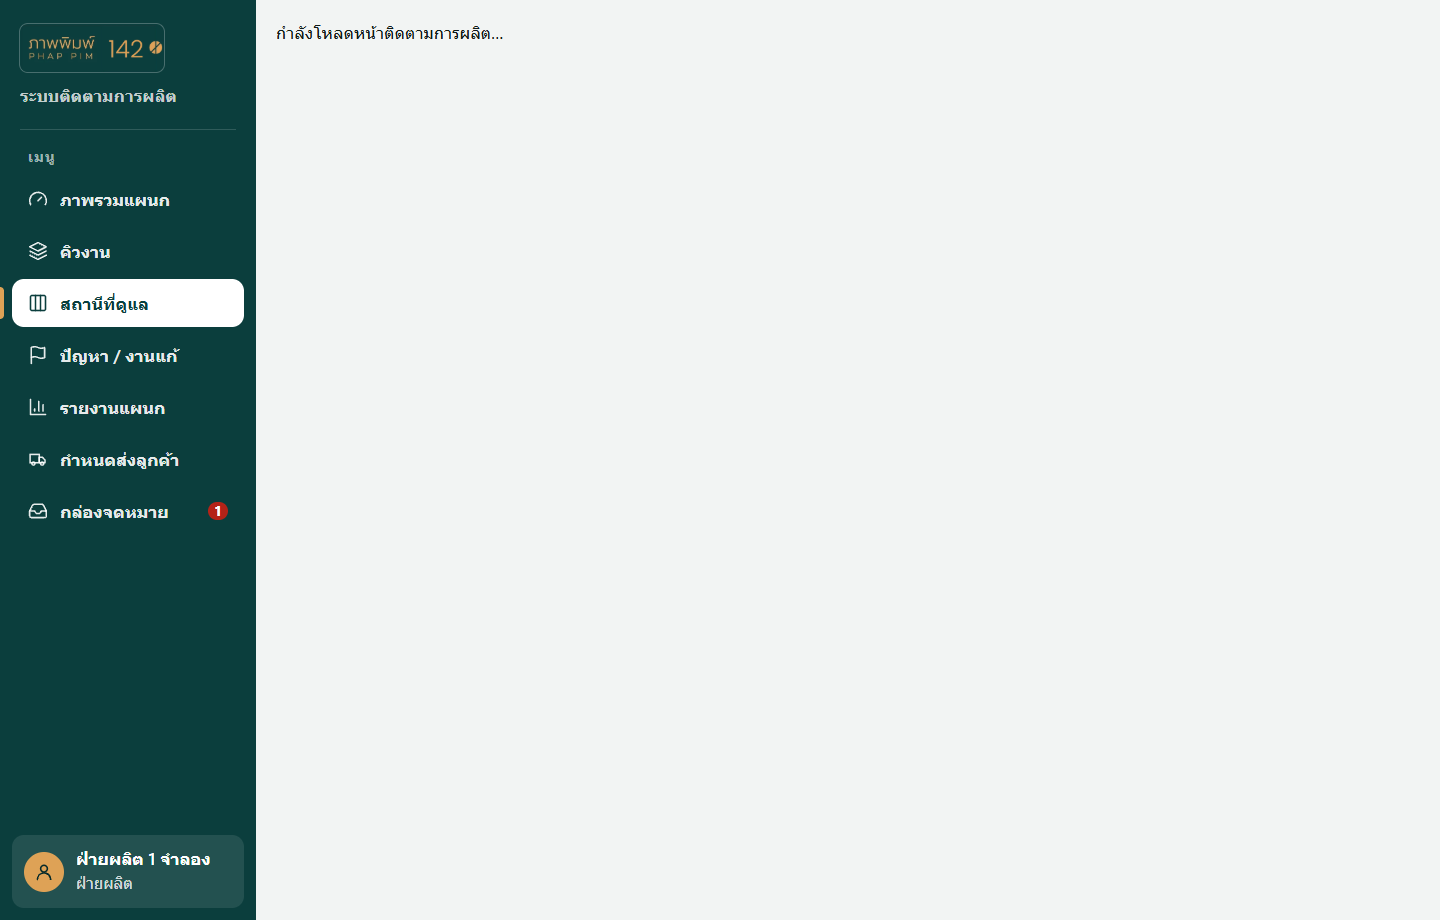 ภาพพิมพ์ 142
PHAP PIM
ระบบติดตามการผลิต
เมนู
ภาพรวมแผนก
คิวงาน
สถานีที่ดูแล
ปัญหา / งานแก้
รายงานแผนก
กำหนดส่งลูกค้า
กล่องจดหมาย 1
ฝ่ายผลิต 1 จำลอง
ฝ่ายผลิต
กำลังโหลดหน้าติดตามการผลิต...